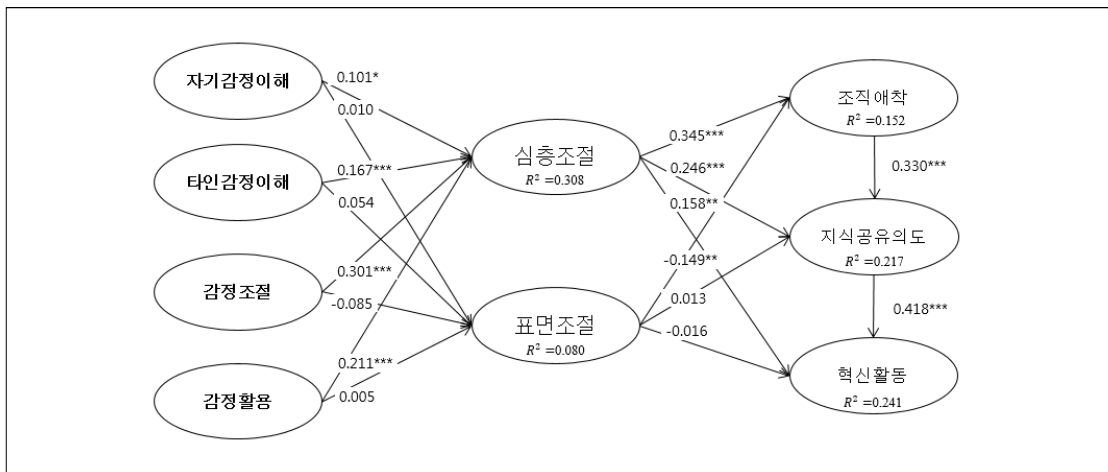 자기감정이해
타인감정이해
감정조절
감정활용
0.101*
0.010
0.167***
0.054
0.301***
-0.085
0.211***
0.005
심층조절
R² =0.308
표면조절
R² =0.080
0.345***
0.246***
0.158**
-0.149**
0.013
-0.016
조직애착
R² =0.152
0.330***
지식공유의도
R² =0.217
0.418***
혁신활동
R² =0.241